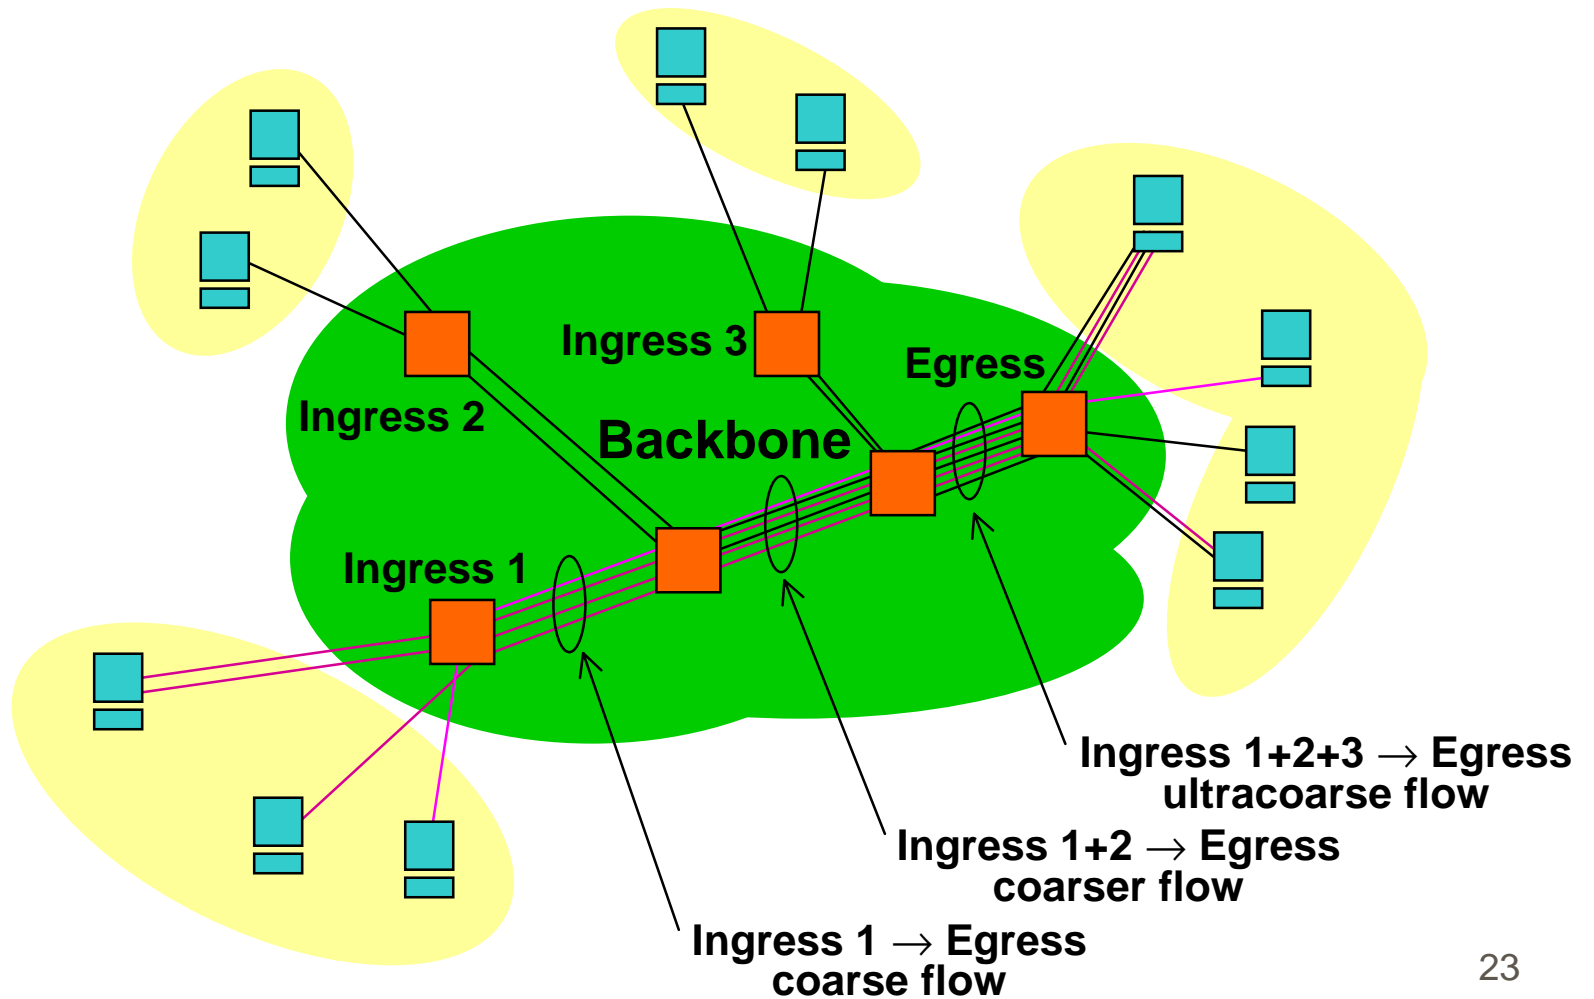 Ingress 3
Egress
Ingress 2
Backbone
Ingress 1
Ingress 1+2+3 → Egress
ultracoarse flow
Ingress 1+2 → Egress
coarser flow
Ingress 1 → Egress
coarse flow
23